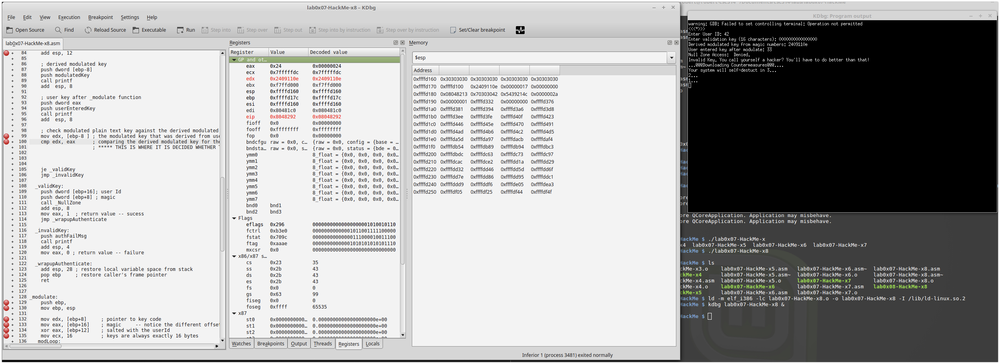 lab0x07-HackMe-x8 – KDbg
File Edit View Execution Breakpoint Settings Help
Open Source Find Reload Source Executable Run Step into Step over Step out Step into by instruction Step over by instruction Set/Clear breakpoint
lab0x07-HackMe-x8.asm
+ 84 add esp, 12
+ 85
+ 86 ; derived modulated key
+ 87 push dword [ebp-8]
+ 88 push modulatedKey
+ 89 call printf
+ 90 add  esp, 8
+ 91
+ 92 ; user key after _modulate function
+ 93 push dword eax
+ 94 push userEnteredKey
+ 95 call printf
+ 96 add  esp, 8
+ 97
+ 98 ; check modulated plain text key against the derived modulated
+ 99 mov edx, [ebp-8 ] ; the modulated key that was derived from use
+ 100 cmp edx, eax      ; comparing the derived modulated key for the
+ 101 ; ***** THIS IS WHERE IT IS DECIDED WHETHER T
+ 102
+ 103
+ 104
+ 105 je _validKey
+ 106 jmp _invalidKey
+ 107
+ 108 _validKey:
+ 109 push dword [ebp+16]; user Id
+ 110 push dword [ebp+8] ; magic
+ 111 call _NullZone
+ 112 add esp, 8
+ 113 mov eax, 1  ; return value -- sucess
+ 114 jmp _wrapupAuthenticate
+ 115
+ 116 _invalidKey:
+ 117 push authFailMsg
+ 118 call printf
+ 119 add esp, 4
+ 120 mov eax, 0 ; return value -- failure
+ 121
+ 122 _wrapupAuthenticate:
+ 123 add esp, 28 ; restore local variable space from stack
+ 124 pop ebp     ; restore caller's frame pointer
+ 125 ret
+ 126
+ 127
+ 128 _modulate:
+ 129 push ebp,
+ 130 mov ebp, esp
+ 131
+ 132 mov edx, [ebp+8]     ; pointer to key code
+ 133 mov eax, [ebp+16]    ; magic     -- notice the different offset
+ 134 xor eax, [ebp+12]    ; salted with the userId
+ 135 mov ecx, 16          ; keys are always exactly 16 bytes
+ 136 modLoop:
Registers
Register Value Decoded value
GP and ot...
eax 0x24 0x00000024
ecx 0x7fffffdc 0x7fffffdc
edx 0x2409110e 0x2409110e
ebx 0xf7ffd000 0xf7ffd000
esp 0xffffd160 0xffffd160
ebp 0xffffd17c 0xffffd17c
esi 0xffffd160 0xffffd160
edi 0x80481c0 0x080481c0
eip 0x8048292 0x08048292
fioff 0x0 0x00000000
fooff 0xffffffff 0xffffffff
fop 0x0 0x00000000
bndcfgu raw = 0x0, c... {raw = 0x0, config = {base = ...
bndsta... raw = 0x0, s... {raw = 0x0, status = {bde = 0...
ymm0 8_float = {0x0, 0x0, 0x0, 0x0...
ymm1 8_float = {0x0, 0x0, 0x0, 0x0...
ymm2 8_float = {0x0, 0x0, 0x0, 0x0...
ymm3 8_float = {0x0, 0x0, 0x0, 0x0...
ymm4 8_float = {0x0, 0x0, 0x0, 0x0...
ymm5 8_float = {0x0, 0x0, 0x0, 0x0...
ymm6 8_float = {0x0, 0x0, 0x0, 0x0...
ymm7 8_float = {0x0, 0x0, 0x0, 0x0...
bnd0 bnd1
bnd2 bnd3
Flags
eflags 0x296 00000000000000000001010010110
fctrl 0xb3e0 00000000000001011001111100000
fstat 0x709c 00000000000000111000010011100
ftag 0xaaae 00000000000001010101010101110
mxcsr 0x0 00000000000000000000000000000
x86/x87 s...
cs 0x23 35
ss 0x2b 43
ds 0x2b 43
es 0x2b 43
fs 0x0 0
gs 0x63 99
fiseg 0x0 0
foseg 0xffff 65535
x87
st0 0x0000000000... 0.00000000000000000000e+00
st1 0x0000000000... 0.00000000000000000000e+00
st2 0x0000000000... 0.00000000000000000000e+00
Watches Breakpoints Output Threads Registers Locals
Memory
$esp
Address
0xffffd160 0x30303030 0x30303030 0x30303030 0x30303030
0xffffd170 0xffffd100 0x2409110e 0x00000017 0x00000000
0xffffd180 0x08048213 0x70303042 0x5439214c 0x0000002a
0xffffd190 0x00000001 0xffffd332 0x00000000 0xffffd376
0xffffd1a0 0xffffd381 0xffffd394 0xffffd3a6 0xffffd3d8
0xffffd1b0 0xffffd3ee 0xffffd3fe 0xffffd40f 0xffffd423
0xffffd1c0 0xffffd446 0xffffd45e 0xffffd470 0xffffd491
0xffffd1d0 0xffffd4ad 0xffffd4b6 0xffffd4c2 0xffffd4d5
0xffffd1e0 0xffffda5d 0xffffda97 0xffffdacb 0xffffdaf4
0xffffd1f0 0xffffdb54 0xffffdb89 0xffffdb94 0xffffdbc3
0xffffd200 0xffffdbdc 0xffffdc63 0xffffdc73 0xffffdc97
0xffffd210 0xffffdcac 0xffffdce2 0xffffdd1a 0xffffdd29
0xffffd220 0xffffdd32 0xffffdd46 0xffffdd5d 0xffffdd6f
0xffffd230 0xffffdd7e 0xffffdd86 0xffffdd95 0xffffddc1
0xffffd240 0xffffddd9 0xffffddf6 0xffffde05 0xffffdea3
0xffffd250 0xffffdf05 0xffffdf25 0xffffdf44 0xffffdf4f
Inferior 1 (process 3481) exited normally
KDbg: Program output
warning: GDB: Failed to set controlling terminal: Operation not permitted
<<<*>>>
Enter User ID: 42
Enter validation key (16 characters): 0000000000000000
Derived modulated key from magic numbers: 2409110e
User entered key after modulate: 33
Null Zone Access:  Denied.
Invalid Key. You call yourself a hacker? You'll have to do better than that!
...@@@Downloading Countermeasures@@@....
Your system will self-destuct in 3...
2...
1...
ore QCoreApplication. Application may misbehave.
ore QCoreApplication. Application may misbehave.
HackMe $ ./lab0x07-HackMe-x
x4  lab0x07-HackMe-x5  lab0x07-HackMe-x6  lab0x07-HackMe-x7
HackMe $ ./lab0x07-HackMe-x8
HackMe $ ls
ckMe-x3.o    lab0x07-HackMe-x5.asm   lab0x07-HackMe-x6.asm~  lab0x07-HackMe-x8.asm
ckMe-x4      lab0x07-HackMe-x5.asm~  lab0x07-HackMe-x6.o     lab0x07-HackMe-x8.asm~
ckMe-x4.asm  lab0x07-HackMe-x5.o     lab0x07-HackMe-x7       lab0x07-HackMe-x8.o
ckMe-x4.o    lab0x07-HackMe-x6       lab0x07-HackMe-x7.asm   lab0x08-HackMe-x8
ckMe-x5      lab0x07-HackMe-x6.asm   lab0x07-HackMe-x7.o
HackMe $ ld -m elf_i386 -lc lab0x07-HackMe-x8.o -o lab0x07-HackMe-x8 -I /lib/ld-linux.so.2
HackMe $ kdbg lab0x07-HackMe-x8 &
HackMe $